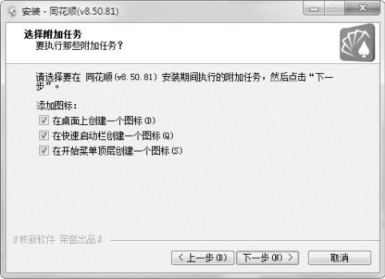 安装 - 同花顺(v8.50.81)
选择附加任务
要执行那些附加任务?
请选择要在 同花顺(v8.50.81) 安装期间执行的附加任务,然后点击“下一
步”。
添加图标:
在桌面上创建一个图标(D)
在快速启动栏创建一个图标(Q)
在开始菜单顶层创建一个图标(S)
『核新软件 荣誉出品』
< 上一步(B) 下一步(N) > 取消